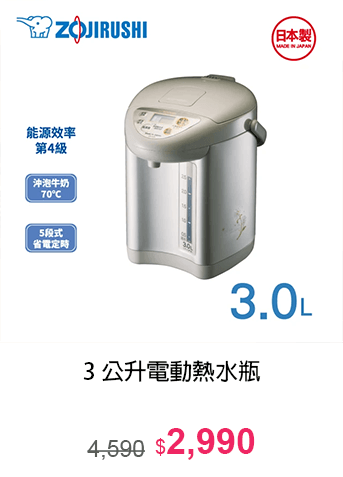 ZOJIRUSHI
日本製
MADE IN JAPAN
能源效率
第4級
沖泡牛奶
70℃
5段式
省電定時
3.0L
3.0L
3 公升電動熱水瓶
4,590 $2,990